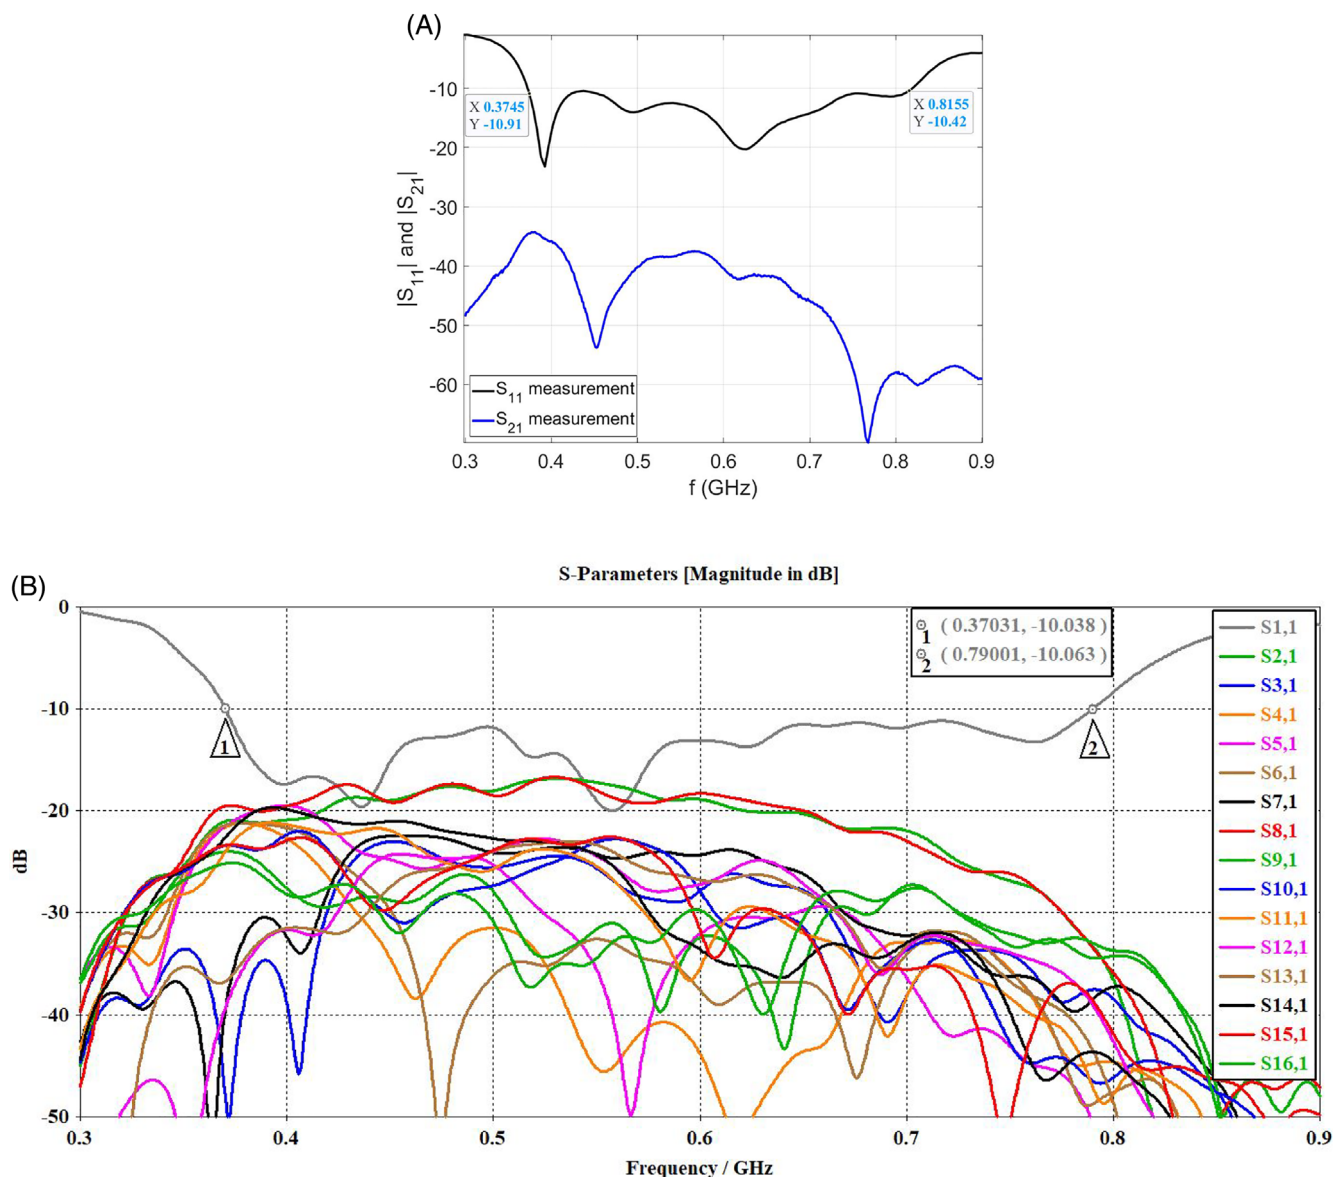 (A)
-10
-20
-30
-40
-50
-60
|S11| and |S21|
X 0.3745
Y -10.91
X 0.8155
Y -10.42
S11 measurement
S21 measurement
0.3 0.4 0.5 0.6 0.7 0.8 0.9
f (GHz)
(B)
S-Parameters [Magnitude in dB]
0
-10
-20
-30
-40
-50
dB
1
2
1 ( 0.37031, -10.038 )
2 ( 0.79001, -10.063 )
S1,1
S2,1
S3,1
S4,1
S5,1
S6,1
S7,1
S8,1
S9,1
S10,1
S11,1
S12,1
S13,1
S14,1
S15,1
S16,1
0.3 0.4 0.5 0.6 0.7 0.8 0.9
Frequency / GHz